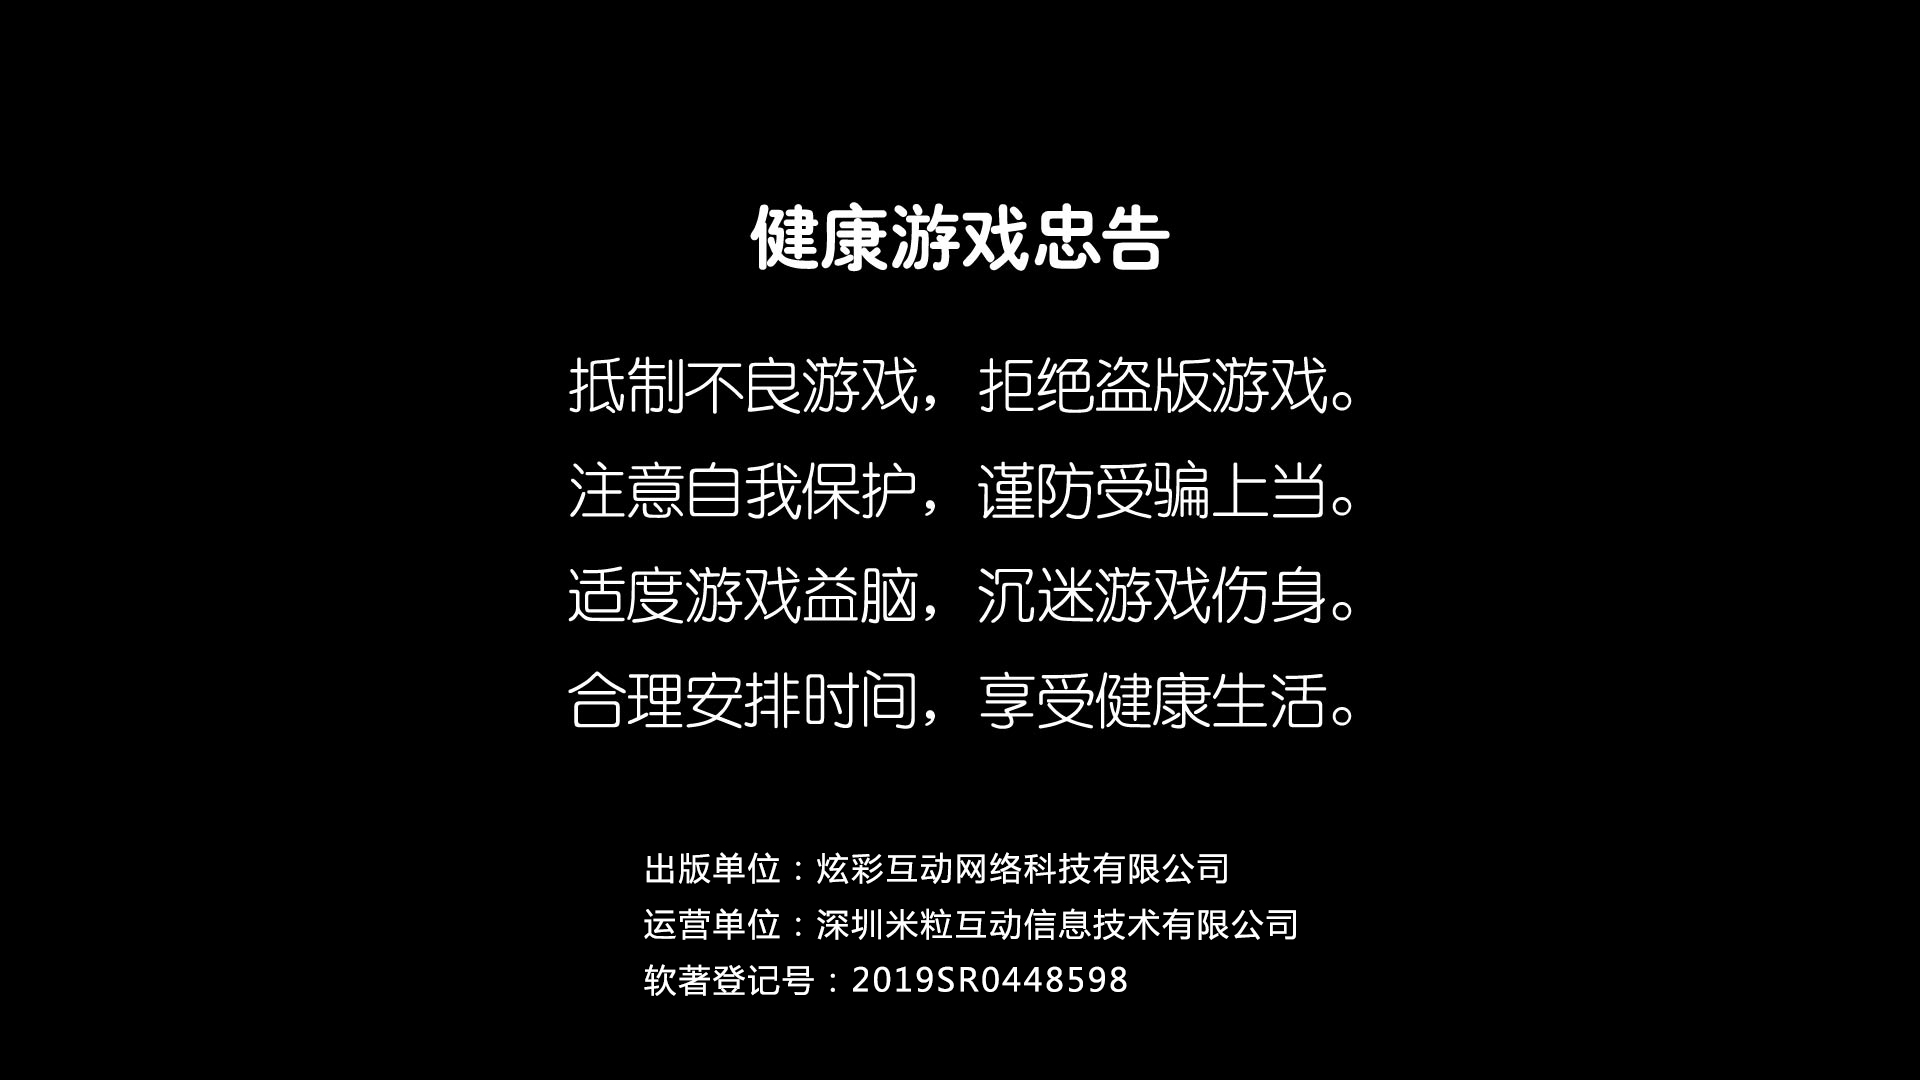 健康游戏忠告
抵制不良游戏，拒绝盗版游戏。
注意自我保护，谨防受骗上当。
适度游戏益脑，沉迷游戏伤身。
合理安排时间，享受健康生活。
出版单位：炫彩互动网络科技有限公司
运营单位：深圳米粒互动信息技术有限公司
软著登记号：2019SR0448598